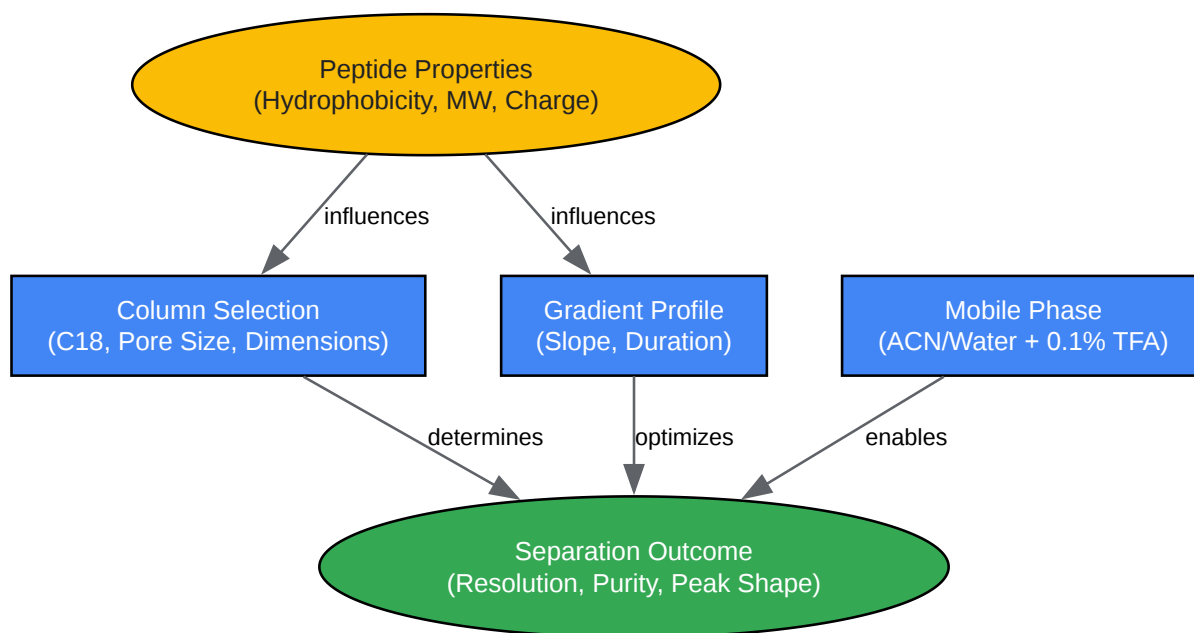 Peptide Properties
(Hydrophobicity, MW, Charge)
influences
influences
Column Selection
(C18, Pore Size, Dimensions)
Gradient Profile
(Slope, Duration)
Mobile Phase
(ACN/Water + 0.1% TFA)
determines
optimizes
enables
Separation Outcome
(Resolution, Purity, Peak Shape)